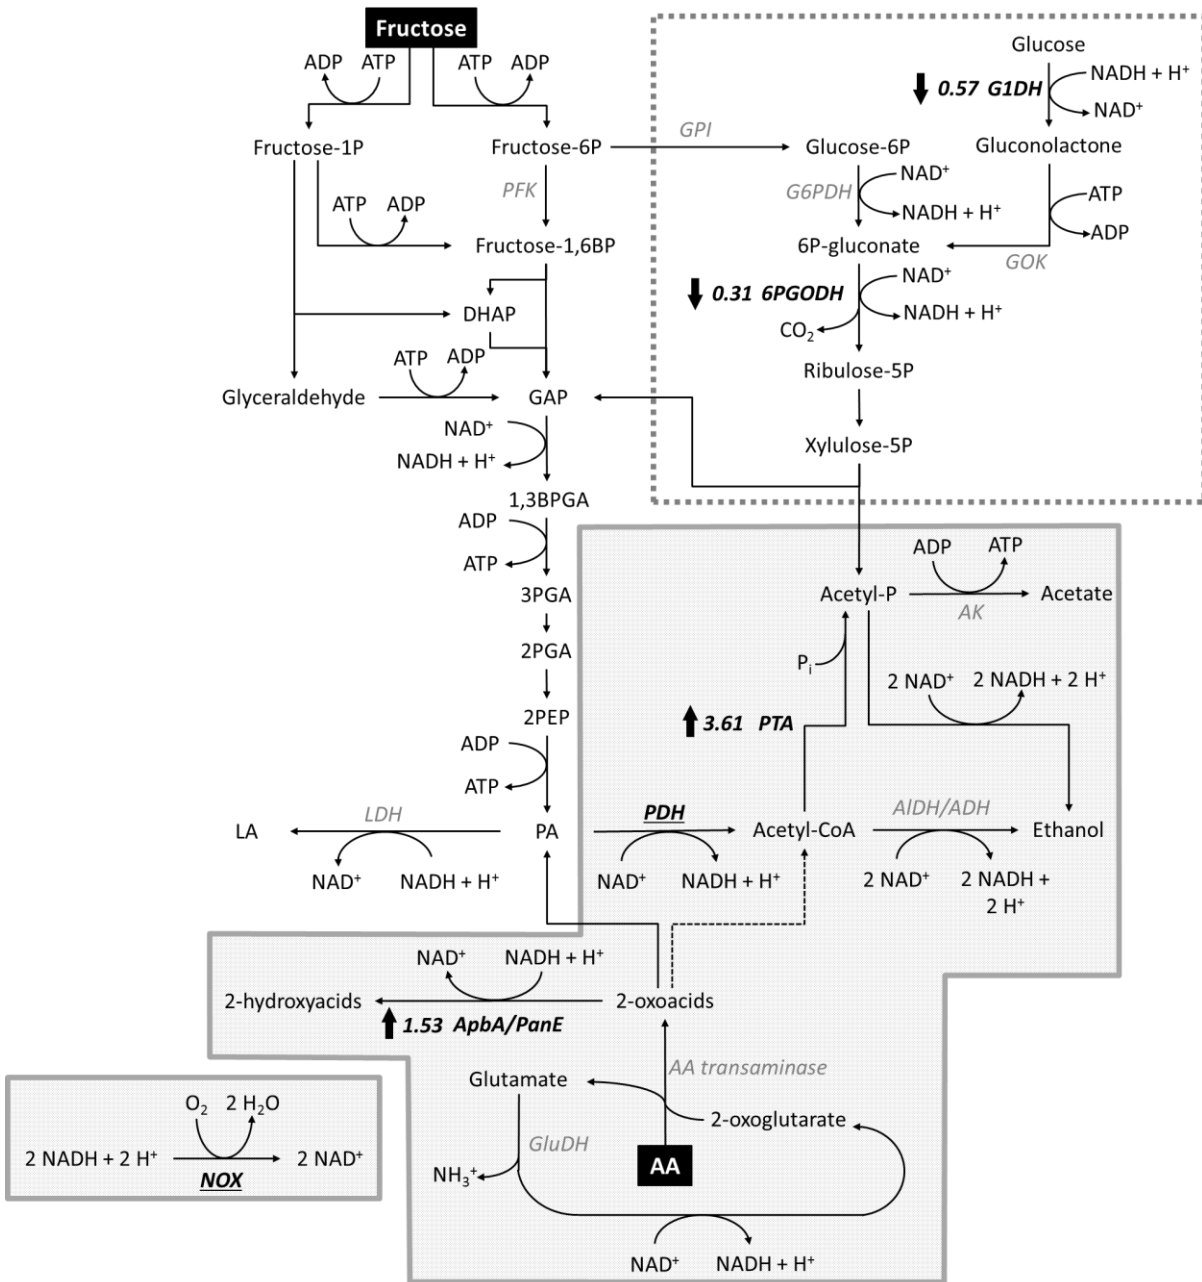 Fructose
Glucose
ADP ATP
ATP ADP
0.57 G1DH
NADH + H⁺
NAD⁺
Fructose-1P
Fructose-6P
GPI
Glucose-6P
Gluconolactone
PFK
G6PDH
NAD⁺
NADH + H⁺
ATP
ADP
ATP ADP
Fructose-1,6BP
6P-gluconate
GOK
0.31 6PGODH
NAD⁺
NADH + H⁺
CO₂
DHAP
ATP ADP
Ribulose-5P
Glyceraldehyde
GAP
NAD⁺
NADH + H⁺
Xylulose-5P
1,3BPGA
ADP
ATP
ADP ATP
3PGA
Acetyl-P
Acetate
AK
2PGA
Pᵢ
2 NAD⁺ 2 NADH + 2 H⁺
2PEP
3.61 PTA
ADP
ATP
LA
LDH
PA
PDH
Acetyl-CoA
AlDH/ADH
Ethanol
NAD⁺ NADH + H⁺
NAD⁺ NADH + H⁺
2 NAD⁺ 2 NADH +
2 H⁺
NAD⁺ NADH + H⁺
2-hydroxyacids
2-oxoacids
1.53 ApbA/PanE
AA transaminase
Glutamate
2-oxoglutarate
O₂ 2 H₂O
2 NADH + 2 H⁺
2 NAD⁺
NOX
GluDH
AA
NH₃⁺
NAD⁺ NADH + H⁺